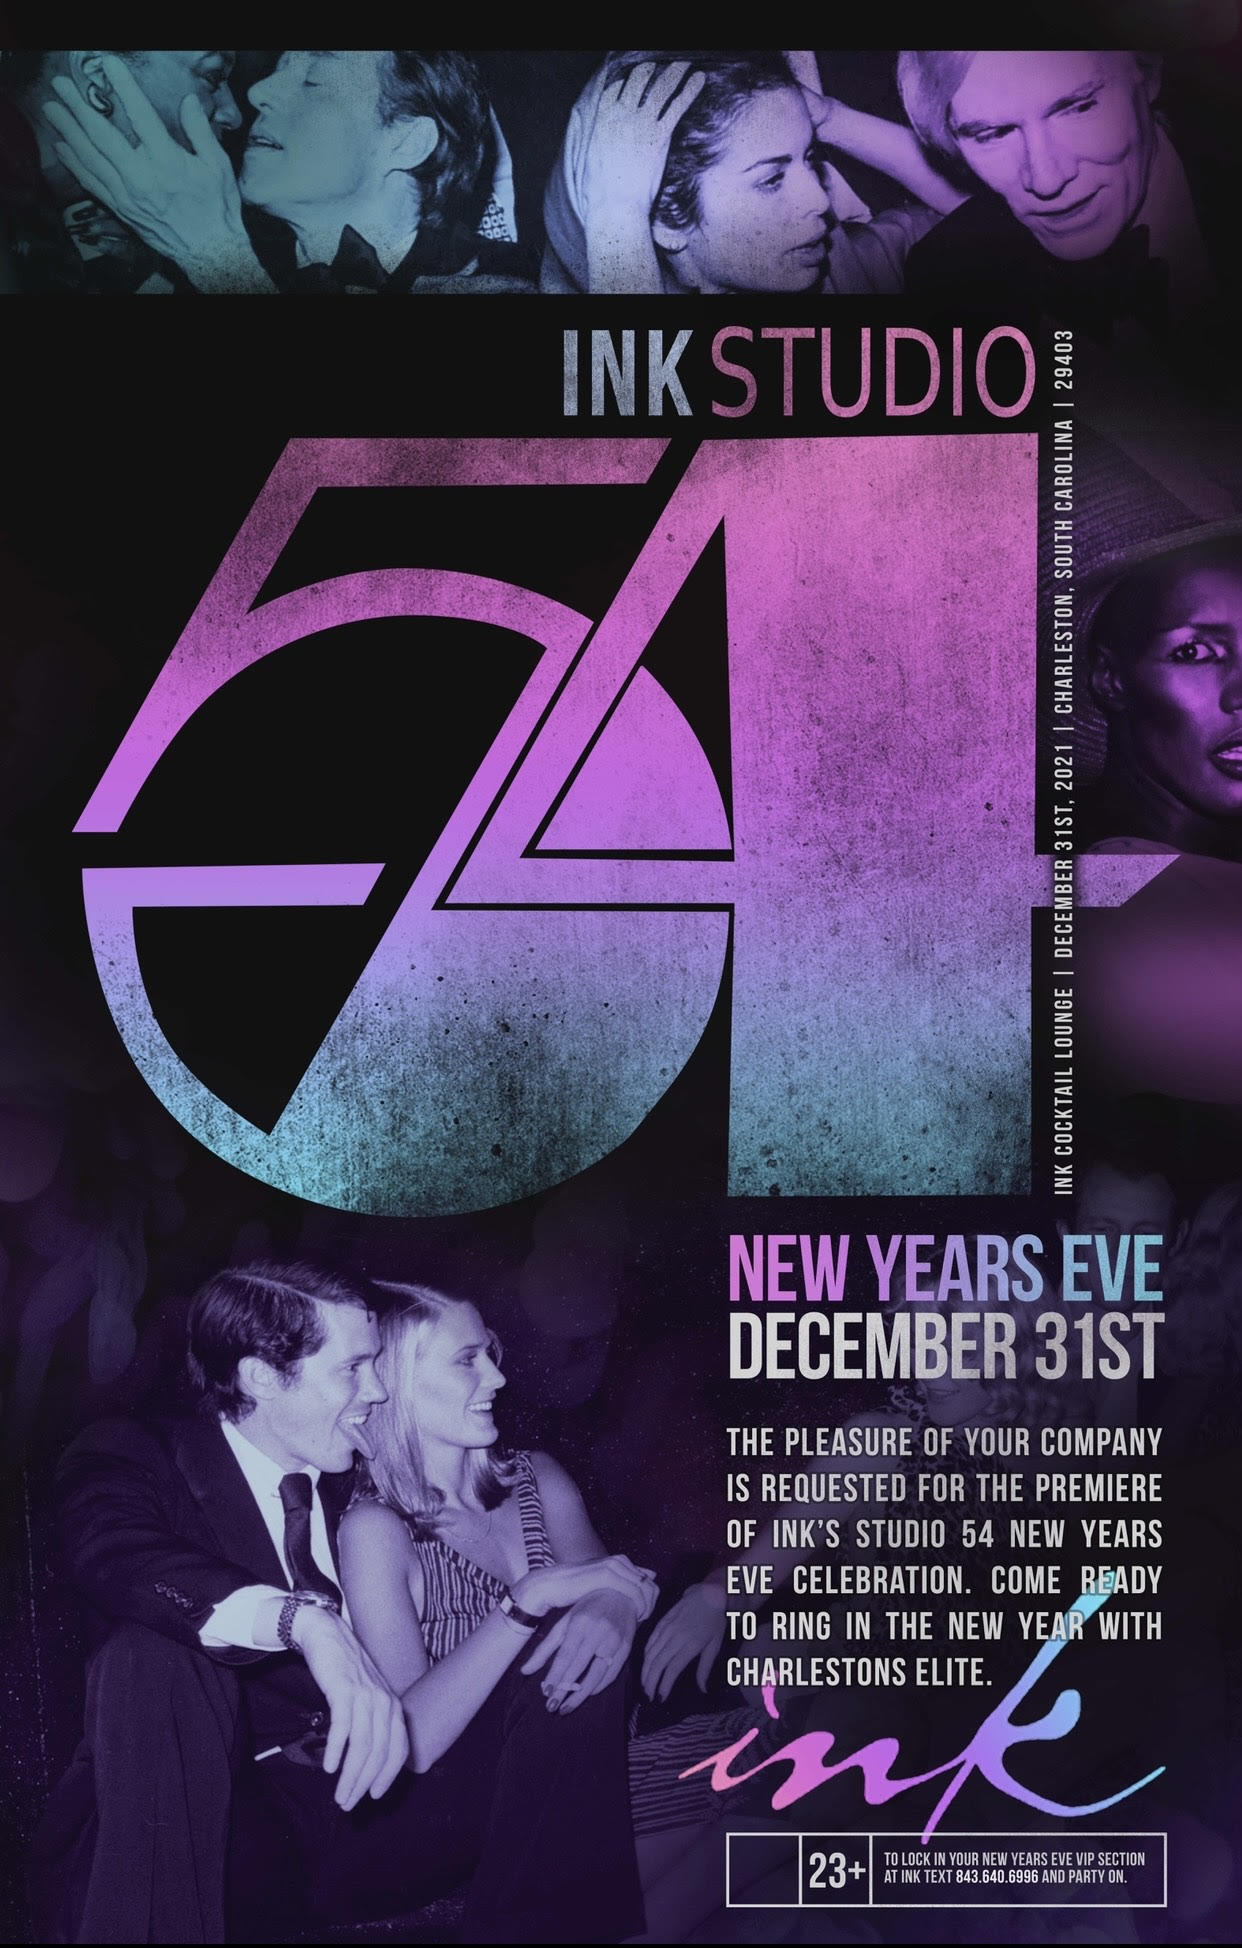 INK STUDIO
54
INK COCKTAIL LOUNGE | DECEMBER 31ST, 2021 | CHARLESTON, SOUTH CAROLINA | 29403
NEW YEARS EVE
DECEMBER 31ST
THE PLEASURE OF YOUR COMPANY
IS REQUESTED FOR THE PREMIERE
OF INK'S STUDIO 54 NEW YEARS
EVE CELEBRATION. COME READY
TO RING IN THE NEW YEAR WITH
CHARLESTONS ELITE.
ink
23+
TO LOCK IN YOUR NEW YEARS EVE VIP SECTION
AT INK TEXT 843.640.6996 AND PARTY ON.